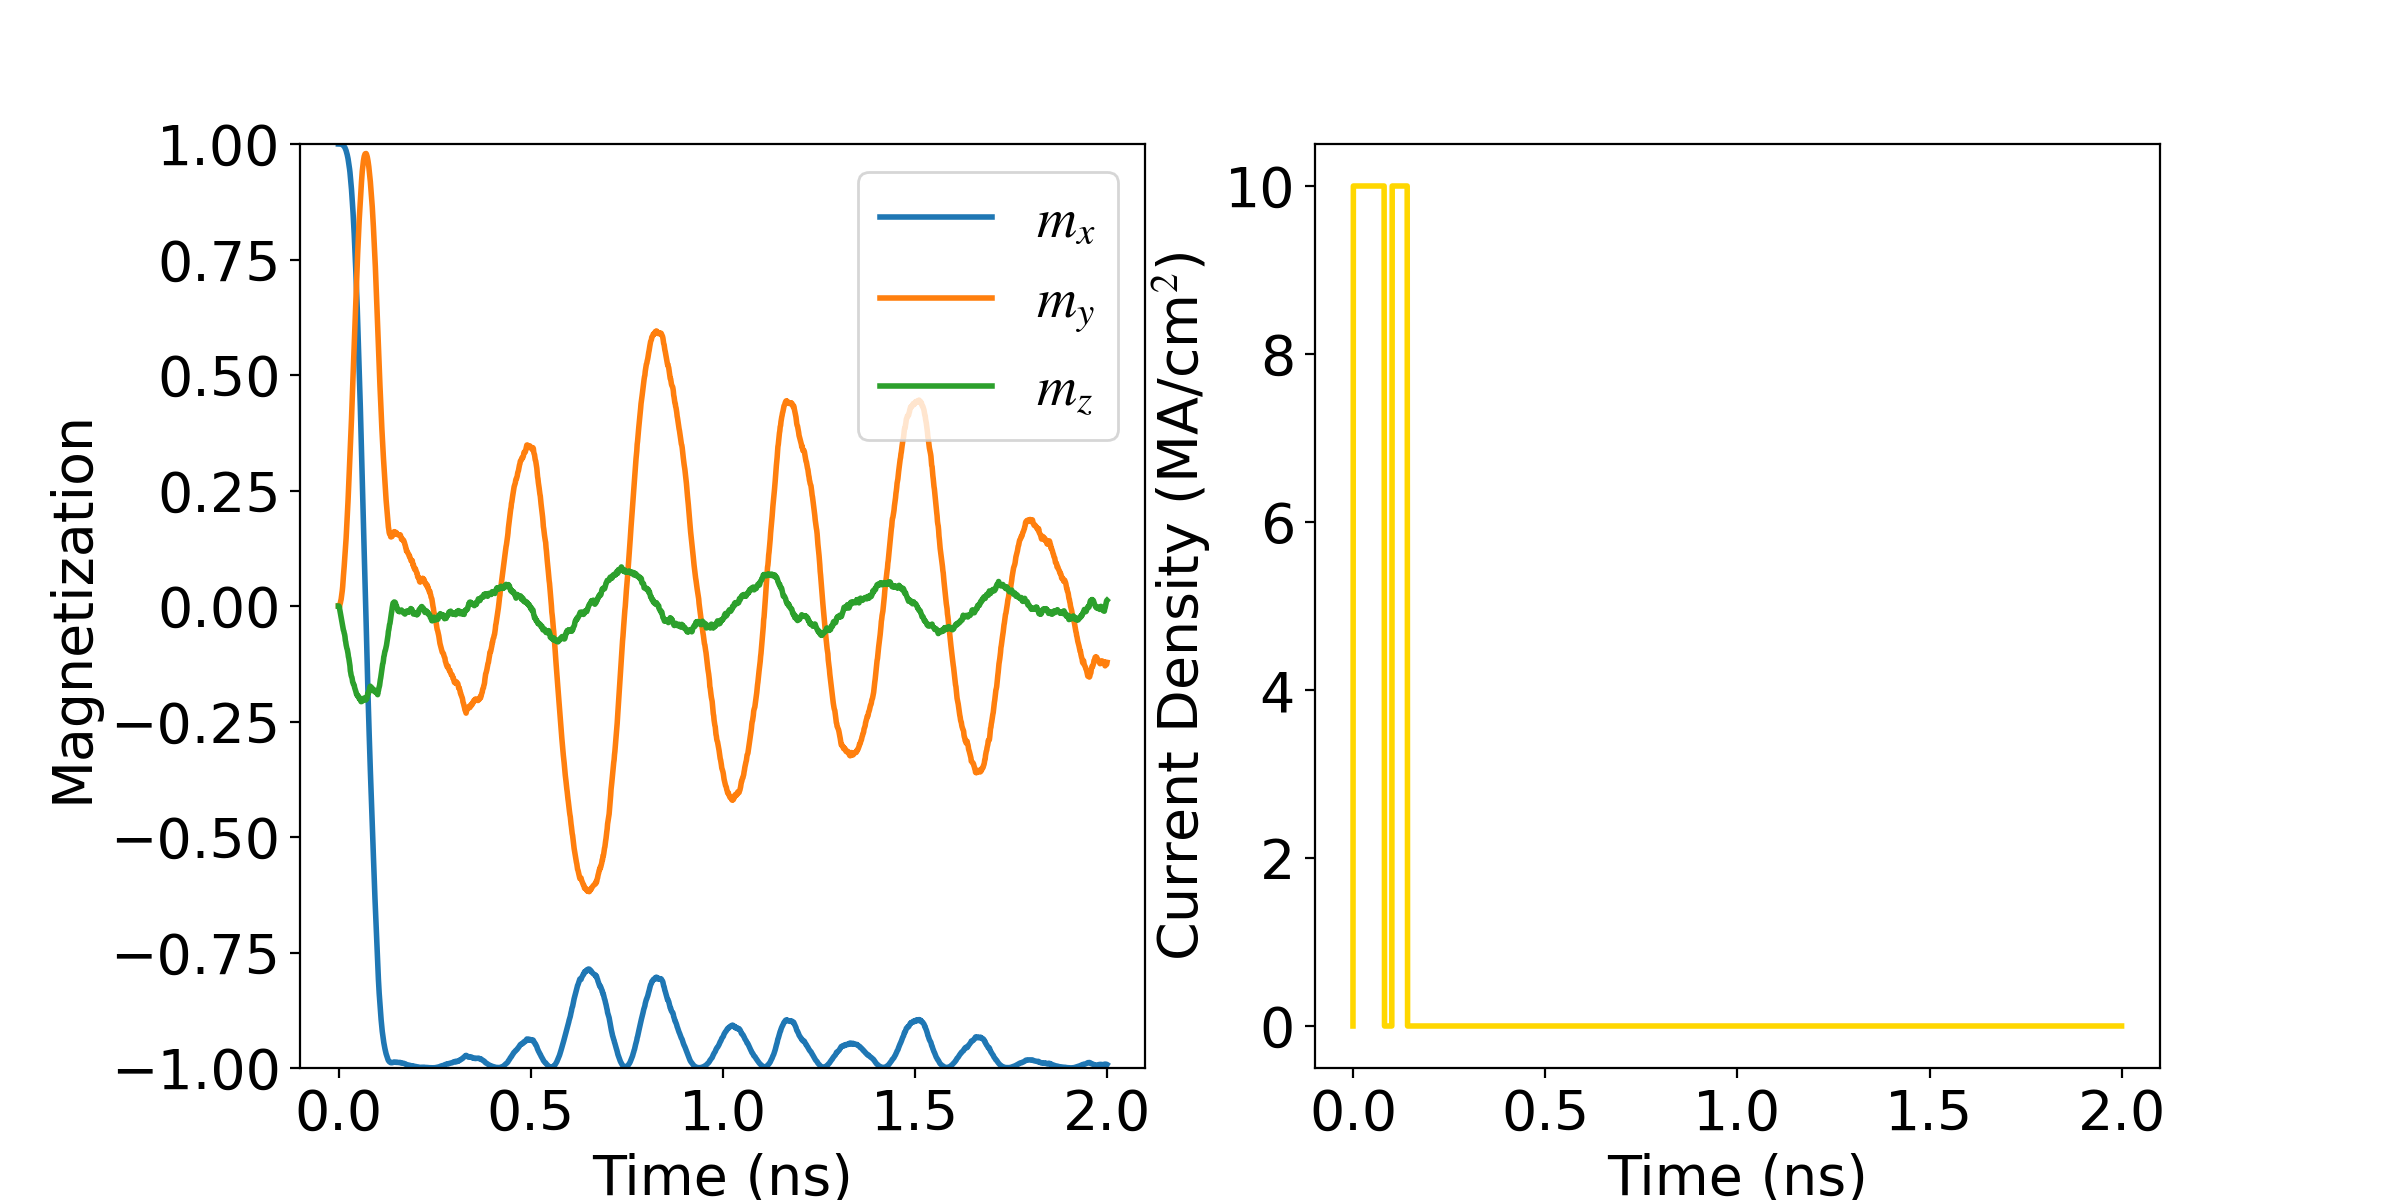 Magnetization
1.00
0.75
0.50
0.25
0.00
−0.25
−0.50
−0.75
−1.00
0.0 0.5 1.0 1.5 2.0
Time (ns)
m_x
m_y
m_z
Current Density (MA/cm²)
10
8
6
4
2
0
0.0 0.5 1.0 1.5 2.0
Time (ns)